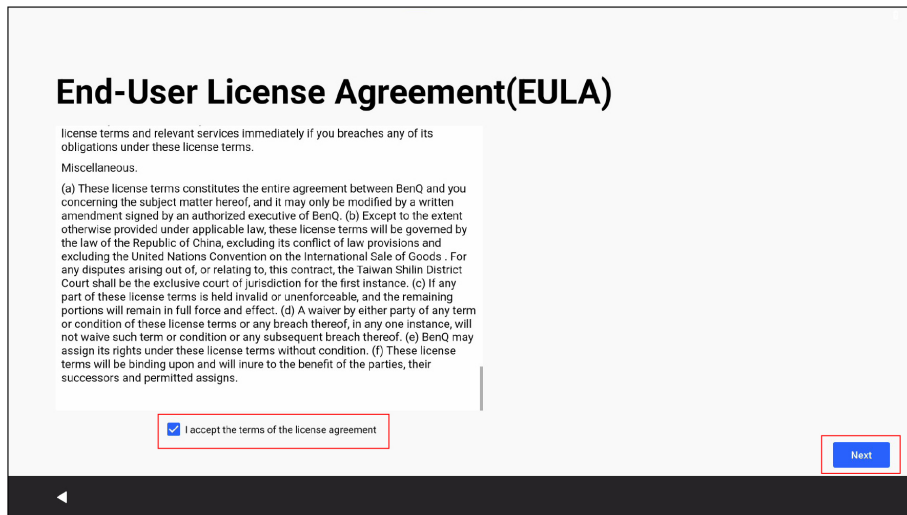 End-User License Agreement(EULA)
license terms and relevant services immediately if you breaches any of its
obligations under these license terms.
Miscellaneous.
(a) These license terms constitutes the entire agreement between BenQ and you
concerning the subject matter hereof, and it may only be modified by a written
amendment signed by an authorized executive of BenQ. (b) Except to the extent
otherwise provided under applicable law, these license terms will be governed by
the law of the Republic of China, excluding its conflict of law provisions and
excluding the United Nations Convention on the International Sale of Goods . For
any disputes arising out of, or relating to, this contract, the Taiwan Shilin District
Court shall be the exclusive court of jurisdiction for the first instance. (c) If any
part of these license terms is held invalid or unenforceable, and the remaining
portions will remain in full force and effect. (d) A waiver by either party of any term
or condition of these license terms or any breach thereof, in any one instance, will
not waive such term or condition or any subsequent breach thereof. (e) BenQ may
assign its rights under these license terms without condition. (f) These license
terms will be binding upon and will inure to the benefit of the parties, their
successors and permitted assigns.
I accept the terms of the license agreement
Next